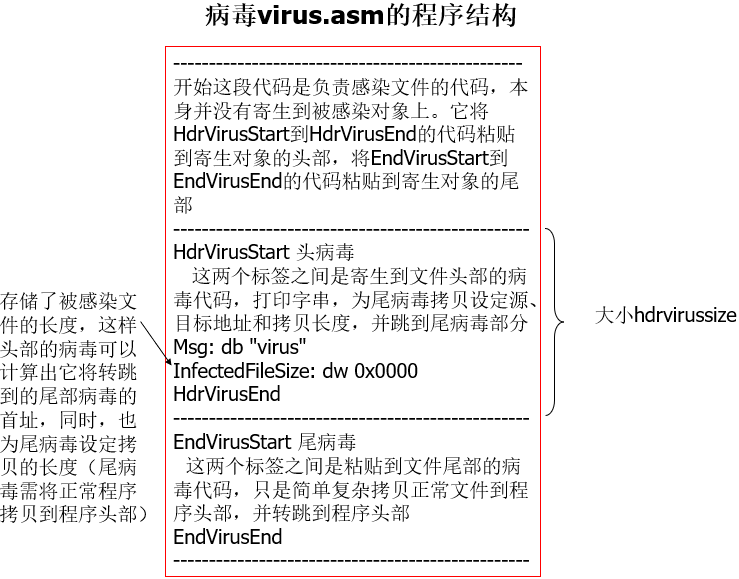 病毒virus.asm的程序结构
-------------------------------------------------
开始这段代码是负责感染文件的代码，本
身并没有寄生到被感染对象上。它将
HdrVirusStart到HdrVirusEnd的代码粘贴
到寄生对象的头部，将EndVirusStart到
EndVirusEnd的代码粘贴到寄生对象的尾
部
--------------------------------------------------
HdrVirusStart 头病毒
这两个标签之间是寄生到文件头部的病
毒代码，打印字串，为尾病毒拷贝设定源、
目标地址和拷贝长度，并跳到尾病毒部分
Msg: db "virus"
InfectedFileSize: dw 0x0000
HdrVirusEnd
--------------------------------------------------
EndVirusStart 尾病毒
这两个标签之间是粘贴到文件尾部的病
毒代码，只是简单复杂拷贝正常文件到程
序头部，并转跳到程序头部
EndVirusEnd
--------------------------------------------------
存储了被感染文
件的长度，这样
头部的病毒可以
计算出它将转跳
到的尾部病毒的
首址，同时，也
为尾病毒设定拷
贝的长度（尾病
毒需将正常程序
拷贝到程序头部）
大小hdrvirussize